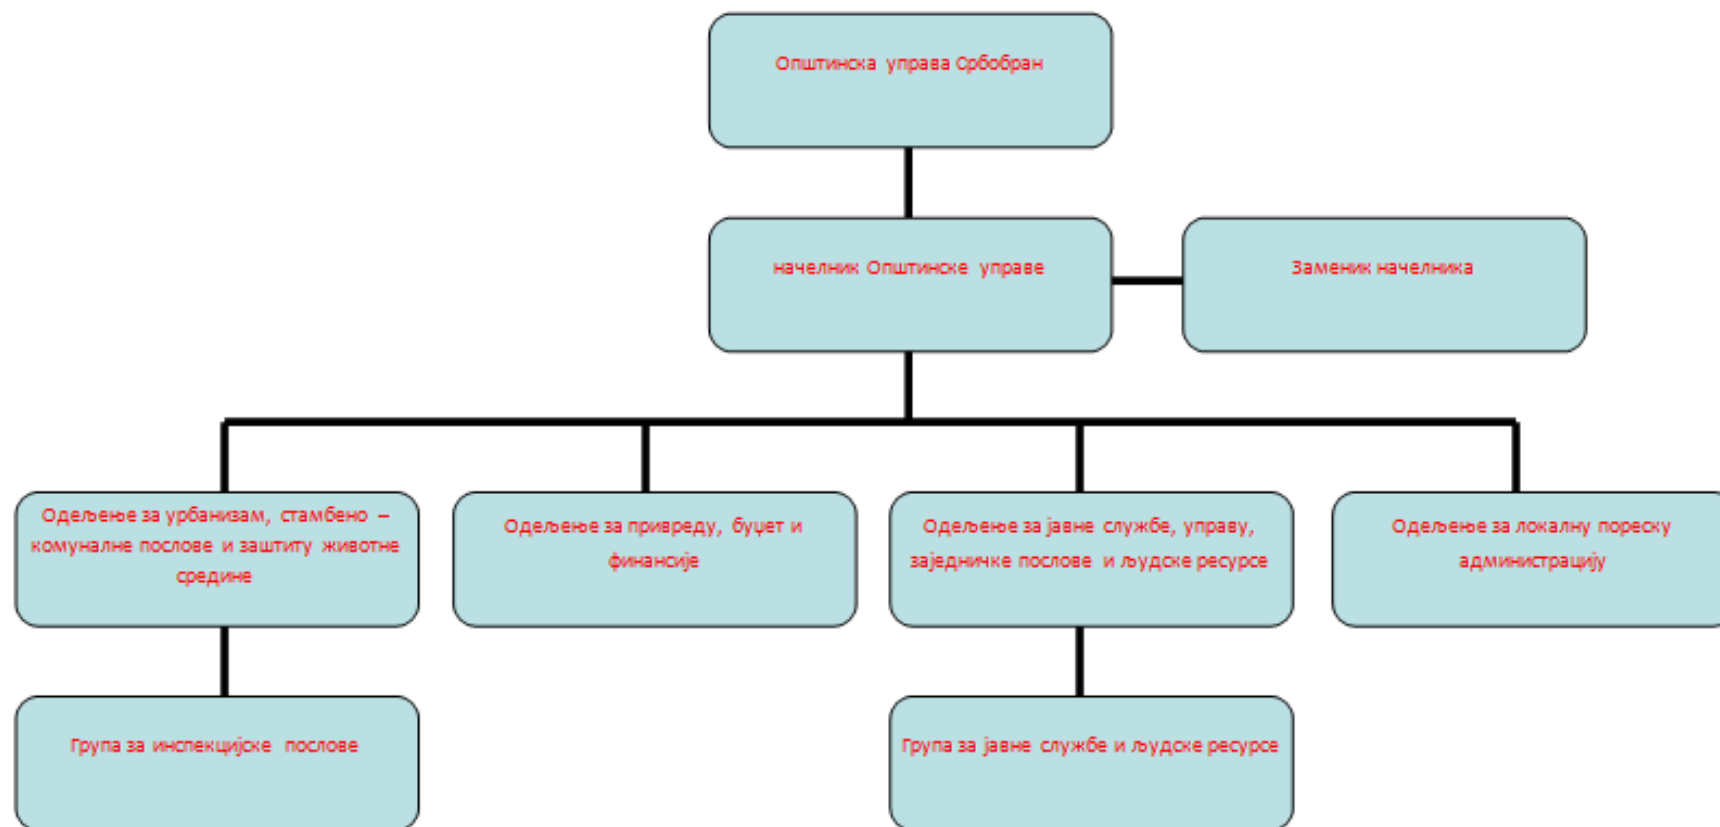 Општинска управа Србобран
начелник Општинске управе
Заменик начелника
Одељење за урбанизам, стамбено –
комуналне послове и заштиту животне
средине
Одељење за привреду, буџет и
финансије
Одељење за јавне службе, управу,
заједничке послове и људске ресурсе
Одељење за локалну пореску
администрацију
Група за инспекцијске послове
Група за јавне службе и људске ресурсе